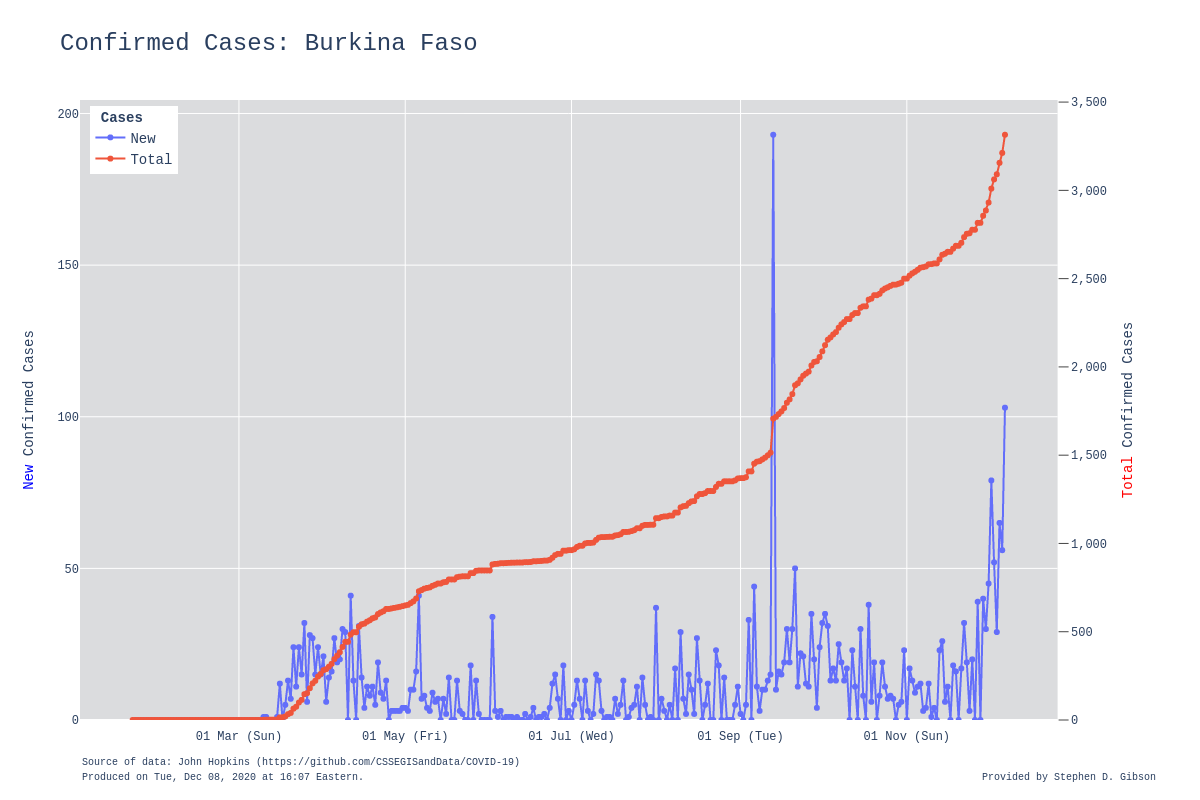 Confirmed Cases: Burkina Faso
Cases
New
Total
200
150
100
50
0
3,500
3,000
2,500
2,000
1,500
1,000
500
0
New Confirmed Cases
Total Confirmed Cases
01 Mar (Sun)
01 May (Fri)
01 Jul (Wed)
01 Sep (Tue)
01 Nov (Sun)
Source of data: John Hopkins (https://github.com/CSSEGISandData/COVID-19)
Produced on Tue, Dec 08, 2020 at 16:07 Eastern.
Provided by Stephen D. Gibson